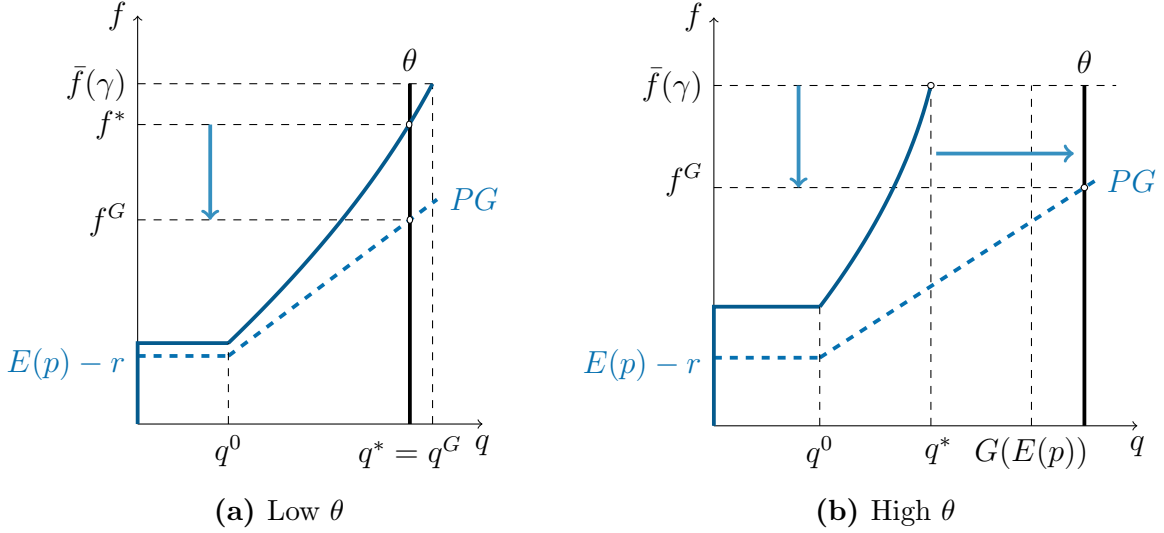 f
θ
f̄(γ)
f*
f^G
PG
E(p) − r
q^0
q* = q^G
q
(a) Low θ
f
θ
f̄(γ)
f^G
PG
E(p) − r
q^0
q*
G(E(p))
q
(b) High θ